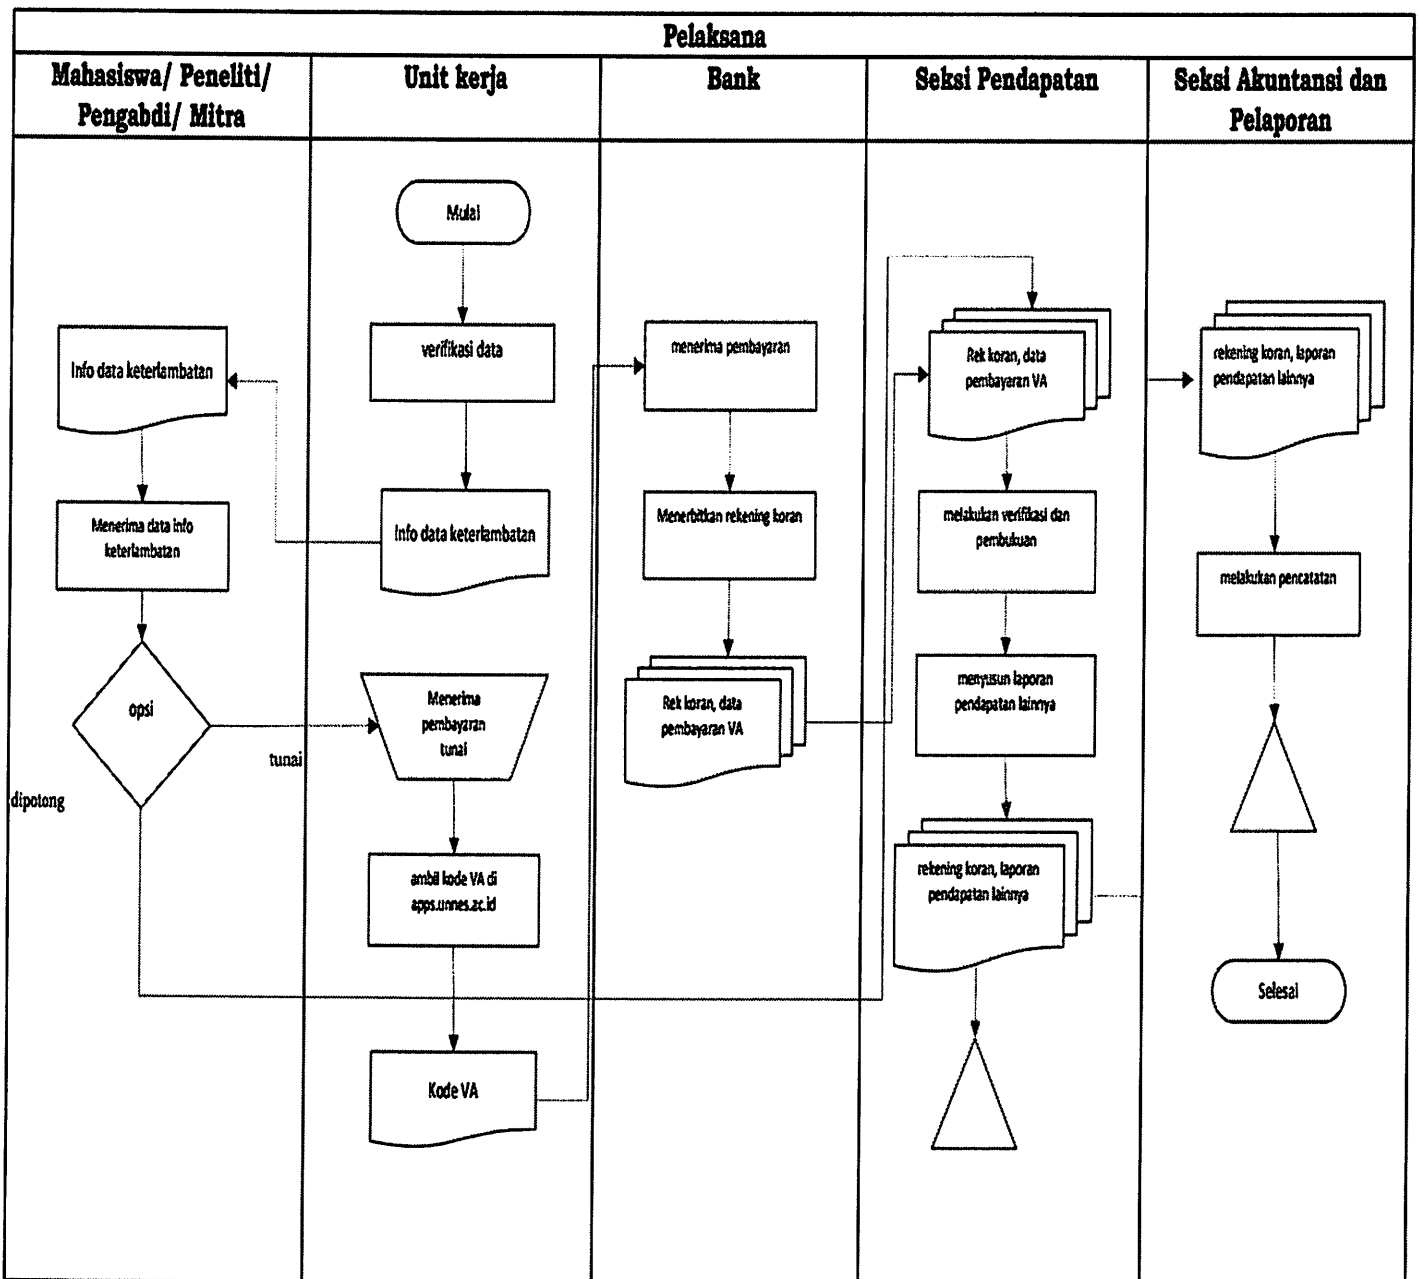 Pelaksana
Mahasiswa/ Peneliti/
Pengabdi/ Mitra
Unit kerja
Bank
Seksi Pendapatan
Seksi Akuntansi dan
Pelaporan
Mulai
verifikasi data
Info data keterlambatan
Info data keterlambatan
Menerima data info
keterlambatan
opsi
tunai
dipotong
Menerima
pembayaran
tunai
ambil kode VA di
apps.unnes.ac.id
Kode VA
menerima pembayaran
Menerbitkan rekening koran
Rek koran, data
pembayaran VA
Rek koran, data
pembayaran VA
melakukan verifikasi dan
pembukuan
menyusun laporan
pendapatan lainnya
rekening koran, laporan
pendapatan lainnya
rekening koran, laporan
pendapatan lainnya
melakukan pencatatan
Selesai